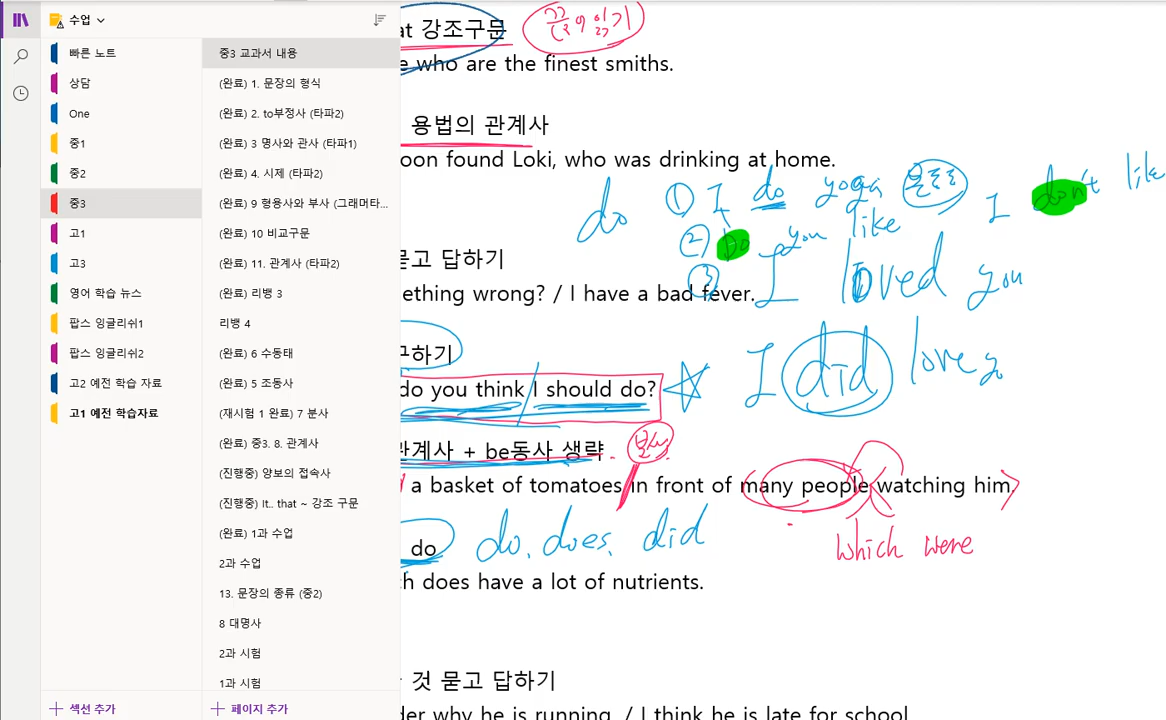 수업
빠른 노트
상담
One
중1
중2
중3
고1
고3
영어 학습 뉴스
팝스 잉글리쉬1
팝스 잉글리쉬2
고2 예전 학습 자료
고1 예전 학습자료
섹션 추가
중3 교과서 내용
(완료) 1. 문장의 형식
(완료) 2. to부정사 (타파2)
(완료) 3 명사와 관사 (타파1)
(완료) 4. 시제 (타파2)
(완료) 9 형용사와 부사 (그래머타...
(완료) 10 비교구문
(완료) 11. 관계사 (타파2)
(완료) 리뱅 3
리뱅 4
(완료) 6 수동태
(완료) 5 조동사
(재시험 1 완료) 7 분사
(완료) 중3. 8. 관계사
(진행중) 양보의 접속사
(진행중) It.. that ~ 강조 구문
(완료) 1과 수업
2과 수업
13. 문장의 종류 (중2)
8 대명사
2과 시험
1과 시험
페이지 추가
at 강조구문
e who are the finest smiths.
용법의 관계사
oon found Loki, who was drinking at home.
do ① I do yoga I don't like
② Do you like
③ I loved you
묻고 답하기
ething wrong? / I have a bad fever.
구하기
I did love
do you think I should do?
관계사 + be동사 생략
a basket of tomatoes in front of many people watching him
which were
do do, does, did
ch does have a lot of nutrients.
것 묻고 답하기
der why he is running. / I think he is late for school